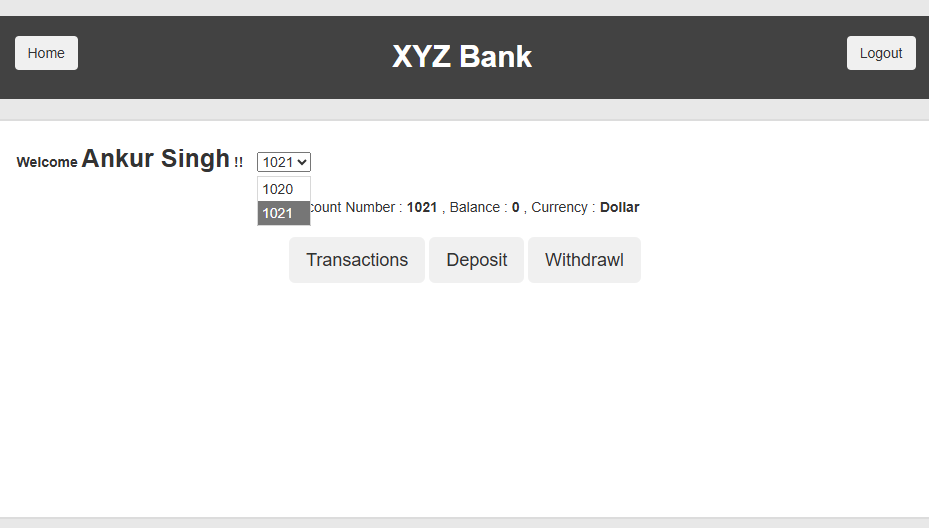 Home XYZ Bank Logout
Welcome Ankur Singh !! 1021
1020
1021
count Number : 1021 , Balance : 0 , Currency : Dollar
Transactions Deposit Withdrawl